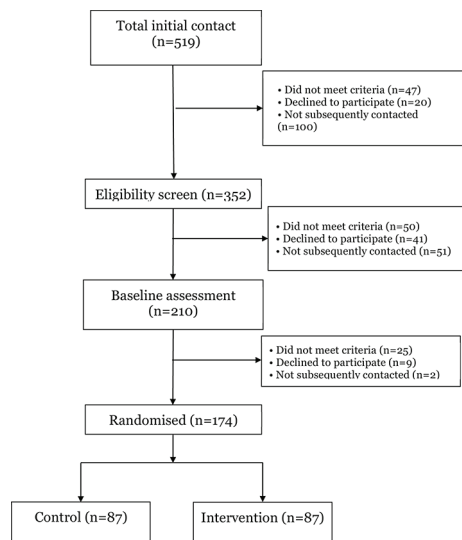 Total initial contact
(n=519)
• Did not meet criteria (n=47)
• Declined to participate (n=20)
• Not subsequently contacted
(n=100)
Eligibility screen (n=352)
• Did not meet criteria (n=50)
• Declined to participate (n=41)
• Not subsequently contacted (n=51)
Baseline assessment
(n=210)
• Did not meet criteria (n=25)
• Declined to participate (n=9)
• Not subsequently contacted (n=2)
Randomised (n=174)
Control (n=87)
Intervention (n=87)